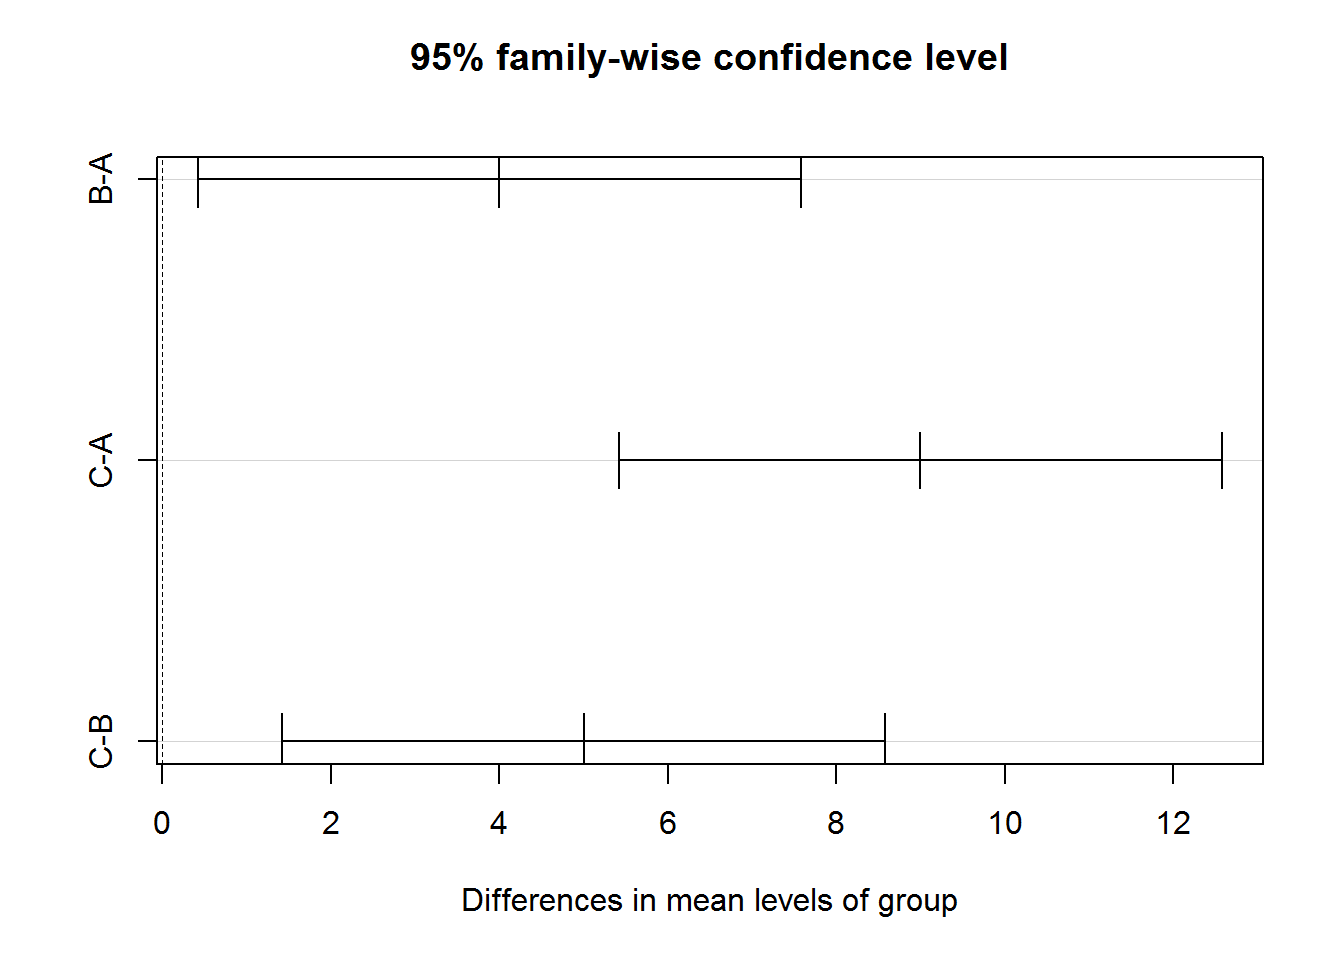 95% family-wise confidence level
B-A
C-A
C-B
0 2 4 6 8 10 12
Differences in mean levels of group